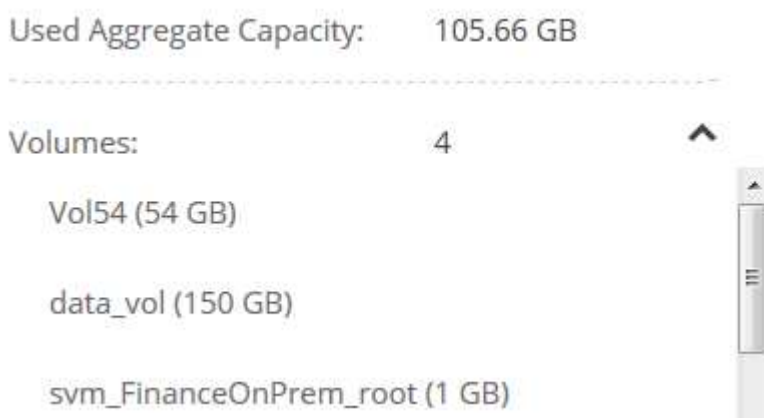 Used Aggregate Capacity: 105.66 GB
Volumes: 4
Vol54 (54 GB)
data_vol (150 GB)
svm_FinanceOnPrem_root (1 GB)